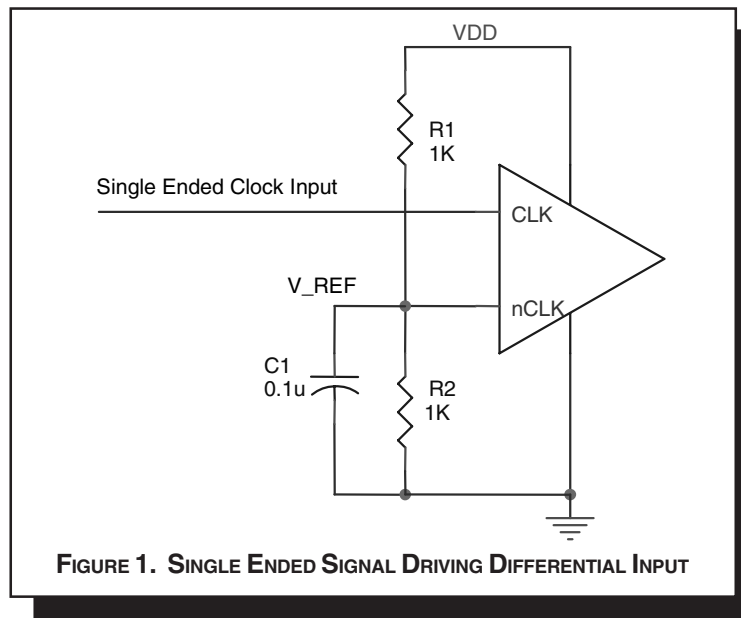 VDD
R1
1K
Single Ended Clock Input
CLK
V_REF
nCLK
C1
0.1u
R2
1K
FIGURE 1. SINGLE ENDED SIGNAL DRIVING DIFFERENTIAL INPUT